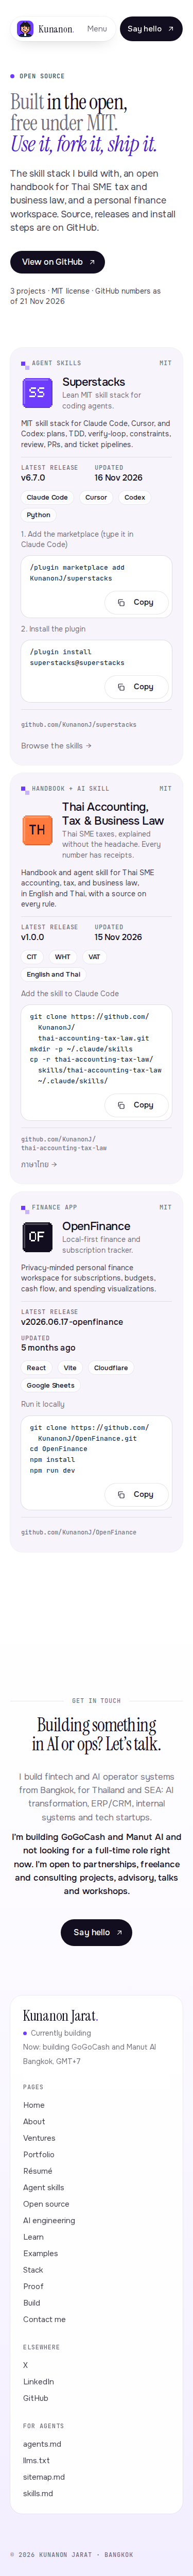 Kunanon.
Menu
Say hello ↗
OPEN SOURCE
Built in the open,
free under MIT.
Use it, fork it, ship it.
The skill stack I build with, an open
handbook for Thai SME tax and
business law, and a personal finance
workspace. Source, releases and install
steps are on GitHub.
View on GitHub ↗
3 projects · MIT license · GitHub numbers as
of 21 Nov 2026
AGENT SKILLS
MIT
SS
Superstacks
Lean MIT skill stack for
coding agents.
MIT skill stack for Claude Code, Cursor, and
Codex: plans, TDD, verify-loop, constraints,
review, PRs, and ticket pipelines.
LATEST RELEASE
UPDATED
v6.7.0
16 Nov 2026
Claude Code
Cursor
Codex
Python
1. Add the marketplace (type it in
Claude Code)
/plugin marketplace add
KunanonJ/superstacks
Copy
2. Install the plugin
/plugin install
superstacks@superstacks
Copy
github.com/KunanonJ/superstacks
Browse the skills →
HANDBOOK + AI SKILL
MIT
TH
Thai Accounting,
Tax & Business Law
Thai SME taxes, explained
without the headache. Every
number has receipts.
Handbook and agent skill for Thai SME
accounting, tax, and business law,
in English and Thai, with a source on
every rule.
LATEST RELEASE
UPDATED
v1.0.0
15 Nov 2026
CIT
WHT
VAT
English and Thai
Add the skill to Claude Code
git clone https://github.com/
KunanonJ/
thai-accounting-tax-law.git
mkdir -p ~/.claude/skills
cp -r thai-accounting-tax-law/
skills/thai-accounting-tax-law
~/.claude/skills/
Copy
github.com/KunanonJ/
thai-accounting-tax-law
ภาษาไทย →
FINANCE APP
MIT
OF
OpenFinance
Local-first finance and
subscription tracker.
Privacy-minded personal finance
workspace for subscriptions, budgets,
cash flow, and spending visualizations.
LATEST RELEASE
v2026.06.17-openfinance
UPDATED
5 months ago
React
Vite
Cloudflare
Google Sheets
Run it locally
git clone https://github.com/
KunanonJ/OpenFinance.git
cd OpenFinance
npm install
npm run dev
Copy
github.com/KunanonJ/OpenFinance
GET IN TOUCH
Building something
in AI or ops? Let's talk.
I build fintech and AI operator systems
from Bangkok, for Thailand and SEA: AI
transformation, ERP/CRM, internal
systems and tech startups.
I'm building GoGoCash and Manut AI and
not looking for a full-time role right
now. I'm open to partnerships, freelance
and consulting projects, advisory, talks
and workshops.
Say hello ↗
Kunanon Jarat.
Currently building
Now: building GoGoCash and Manut AI
Bangkok, GMT+7
PAGES
Home
About
Ventures
Portfolio
Résumé
Agent skills
Open source
AI engineering
Learn
Examples
Stack
Proof
Build
Contact me
ELSEWHERE
X
LinkedIn
GitHub
FOR AGENTS
agents.md
llms.txt
sitemap.md
skills.md
© 2026 KUNANON JARAT · BANGKOK